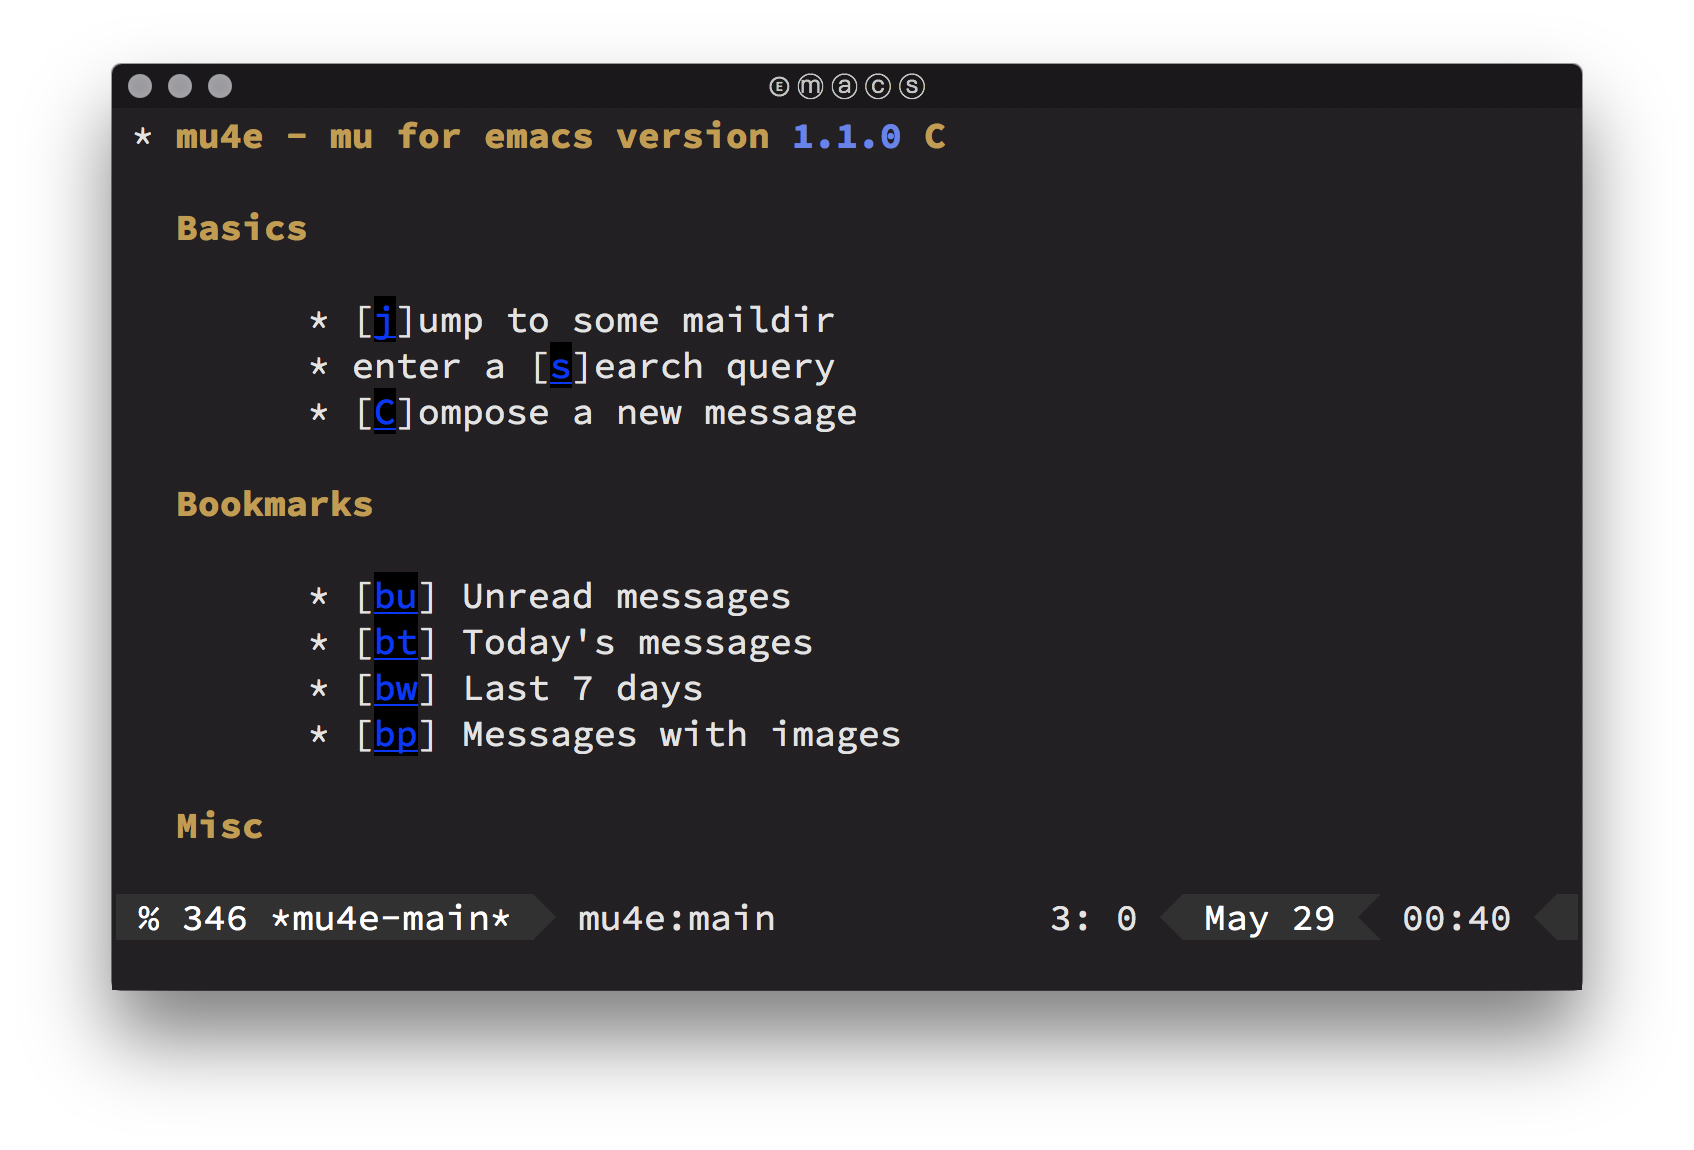 Ⓔⓜⓐⓒⓢ
* mu4e - mu for emacs version 1.1.0 C
Basics
* [j]ump to some maildir
* enter a [s]earch query
* [C]ompose a new message
Bookmarks
* [bu] Unread messages
* [bt] Today's messages
* [bw] Last 7 days
* [bp] Messages with images
Misc
% 346 *mu4e-main* mu4e:main 3: 0 May 29 00:40